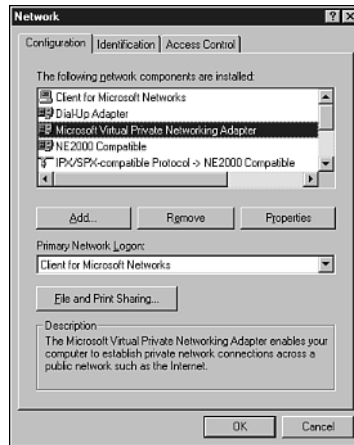 Network
Configuration Identification Access Control
The following network components are installed:
Client for Microsoft Networks
Dial-Up Adapter
Microsoft Virtual Private Networking Adapter
NE2000 Compatible
IPX/SPX-compatible Protocol -> NE2000 Compatible
Add... Remove Properties
Primary Network Logon:
Client for Microsoft Networks
File and Print Sharing...
Description
The Microsoft Virtual Private Networking Adapter enables your
computer to establish private network connections across a
public network such as the Internet.
OK Cancel